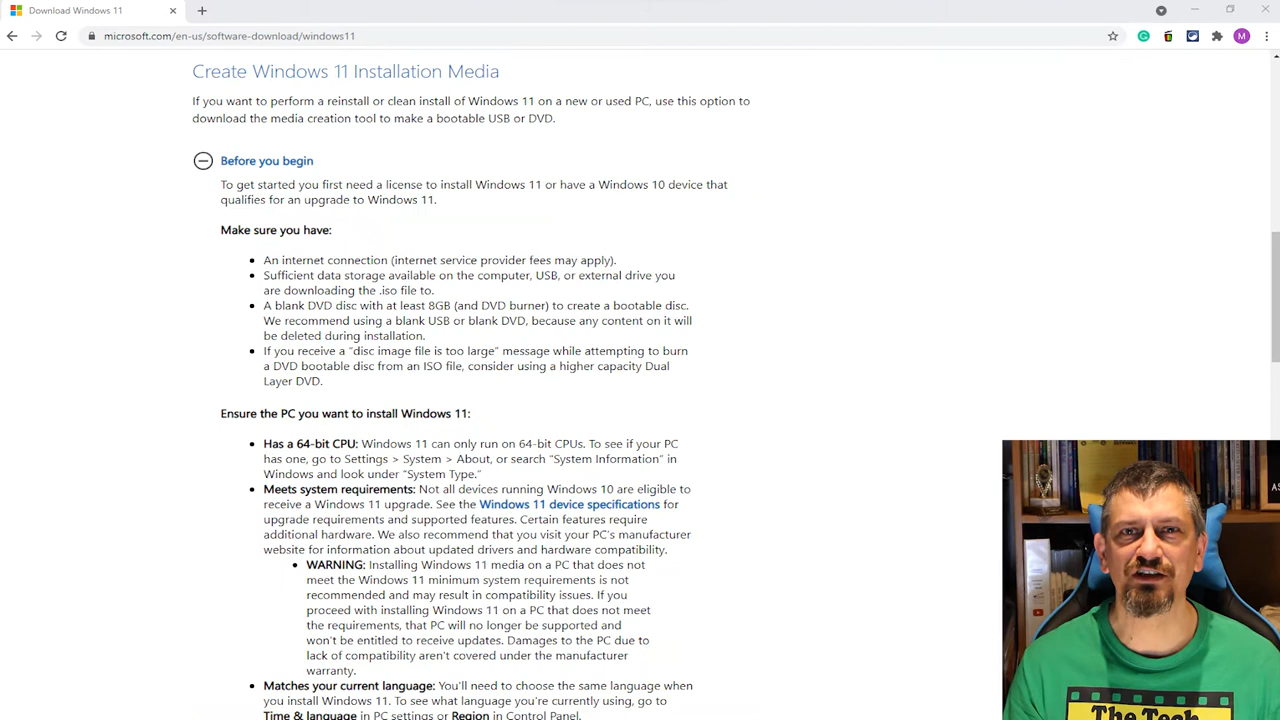 Download Windows 11
microsoft.com/en-us/software-download/windows11
M
Create Windows 11 Installation Media
If you want to perform a reinstall or clean install of Windows 11 on a new or used PC, use this option to
download the media creation tool to make a bootable USB or DVD.
Before you begin
To get started you first need a license to install Windows 11 or have a Windows 10 device that
qualifies for an upgrade to Windows 11.
Make sure you have:
An internet connection (internet service provider fees may apply).
Sufficient data storage available on the computer, USB, or external drive you
are downloading the .iso file to.
A blank DVD disc with at least 8GB (and DVD burner) to create a bootable disc.
We recommend using a blank USB or blank DVD, because any content on it will
be deleted during installation.
If you receive a "disc image file is too large" message while attempting to burn
a DVD bootable disc from an ISO file, consider using a higher capacity Dual
Layer DVD.
Ensure the PC you want to install Windows 11:
Has a 64-bit CPU: Windows 11 can only run on 64-bit CPUs. To see if your PC
has one, go to Settings > System > About, or search "System Information" in
Windows and look under "System Type."
Meets system requirements: Not all devices running Windows 10 are eligible to
receive a Windows 11 upgrade. See the Windows 11 device specifications for
upgrade requirements and supported features. Certain features require
additional hardware. We also recommend that you visit your PC's manufacturer
website for information about updated drivers and hardware compatibility.
WARNING: Installing Windows 11 media on a PC that does not
meet the Windows 11 minimum system requirements is not
recommended and may result in compatibility issues. If you
proceed with installing Windows 11 on a PC that does not meet
the requirements, that PC will no longer be supported and
won't be entitled to receive updates. Damages to the PC due to
lack of compatibility aren't covered under the manufacturer
warranty.
Matches your current language: You'll need to choose the same language when
you install Windows 11. To see what language you're currently using, go to
Time & language in PC settings or Region in Control Panel.
The Tech